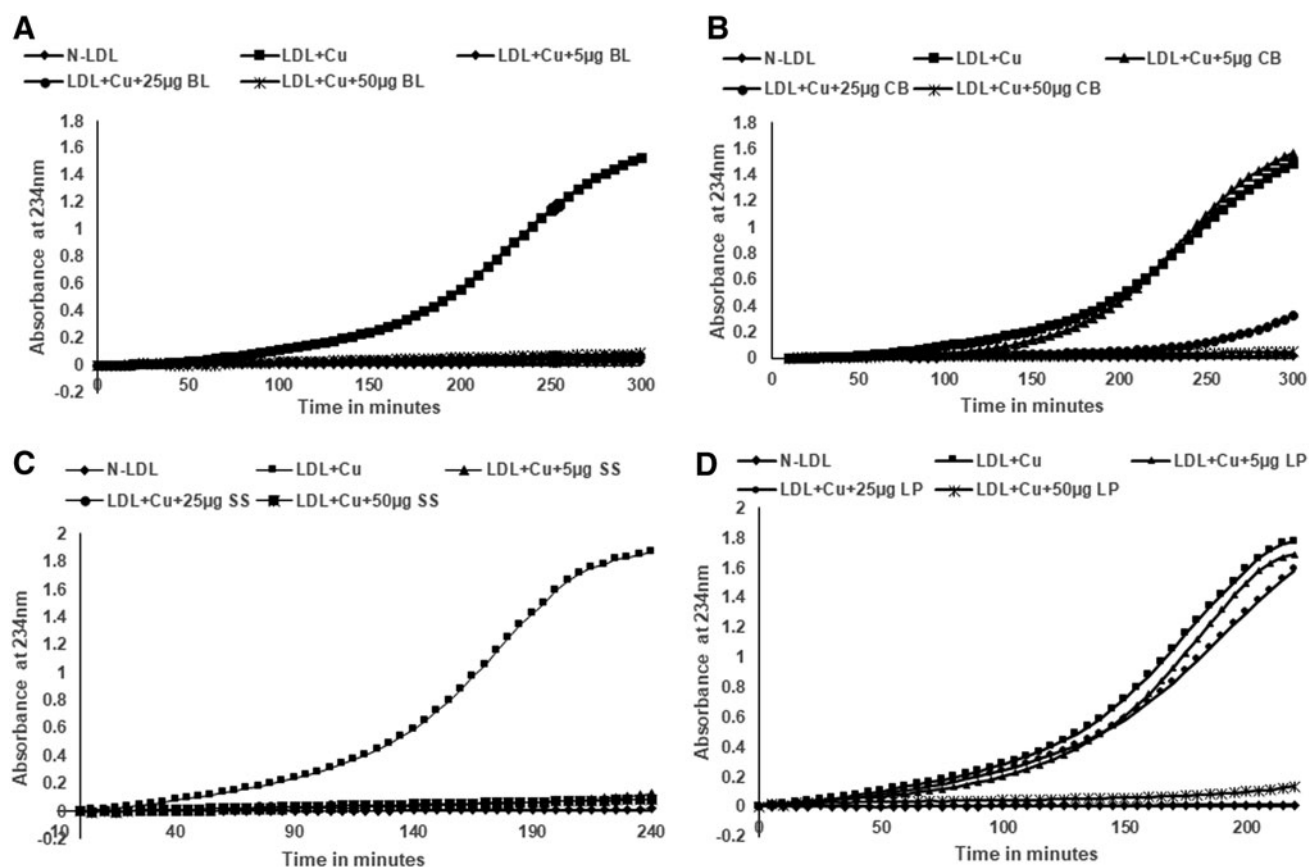 A
N-LDL LDL+Cu LDL+Cu+5µg BL
LDL+Cu+25µg BL LDL+Cu+50µg BL
1.8
1.6
1.4
1.2
1
0.8
0.6
0.4
0.2
0
-0.2
Absorbance at 234nm
0 50 100 150 200 250 300
Time in minutes
B
N-LDL LDL+Cu LDL+Cu+5µg CB
LDL+Cu+25µg CB LDL+Cu+50µg CB
1.8
1.6
1.4
1.2
1
0.8
0.6
0.4
0.2
0
Absorbance at 234nm
0 50 100 150 200 250 300
Time in minutes
C
N-LDL LDL+Cu LDL+Cu+5µg SS
LDL+Cu+25µg SS LDL+Cu+50µg SS
2
1.8
1.6
1.4
1.2
1
0.8
0.6
0.4
0.2
0
-0.2
Absorbance at 234nm
-10 40 90 140 190 240
Time in minutes
D
N-LDL LDL+Cu LDL+Cu+5µg LP
LDL+Cu+25µg LP LDL+Cu+50µg LP
2
1.8
1.6
1.4
1.2
1
0.8
0.6
0.4
0.2
0
-0.2
Absorbance at 234nm
0 50 100 150 200
Time in minutes